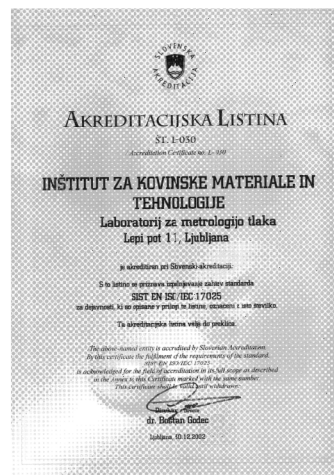 SLOVENSKA
AKREDITACIJA
AKREDITACIJSKA LISTINA
ŠT. L-030
Accreditation Certificate no. L-030
INŠTITUT ZA KOVINSKE MATERIALE IN
TEHNOLOGIJE
Laboratorij za metrologijo tlaka
Lepi pot 11, Ljubljana
je akreditiran pri Slovenski akreditaciji.
S to listino se priznava izpolnjevanje zahtev standarda
SIST EN ISO/IEC 17025
za dejavnosti, ki so opisane v prilogi te listine, označeni z isto številko.
Ta akreditacijska listina velja do preklica.
The above-named entity is accredited by Slovenian Accreditation.
By this certificate the fulfilment of the requirements of the standard,
SIST EN ISO/IEC 17025
is acknowledged for the field of accreditation in its full scope as described
in the Annex to this Certificate marked with the same number.
This certificate shall be valid until withdrawn.
dr. Boštjan Godec
Ljubljana, 10.12.2022